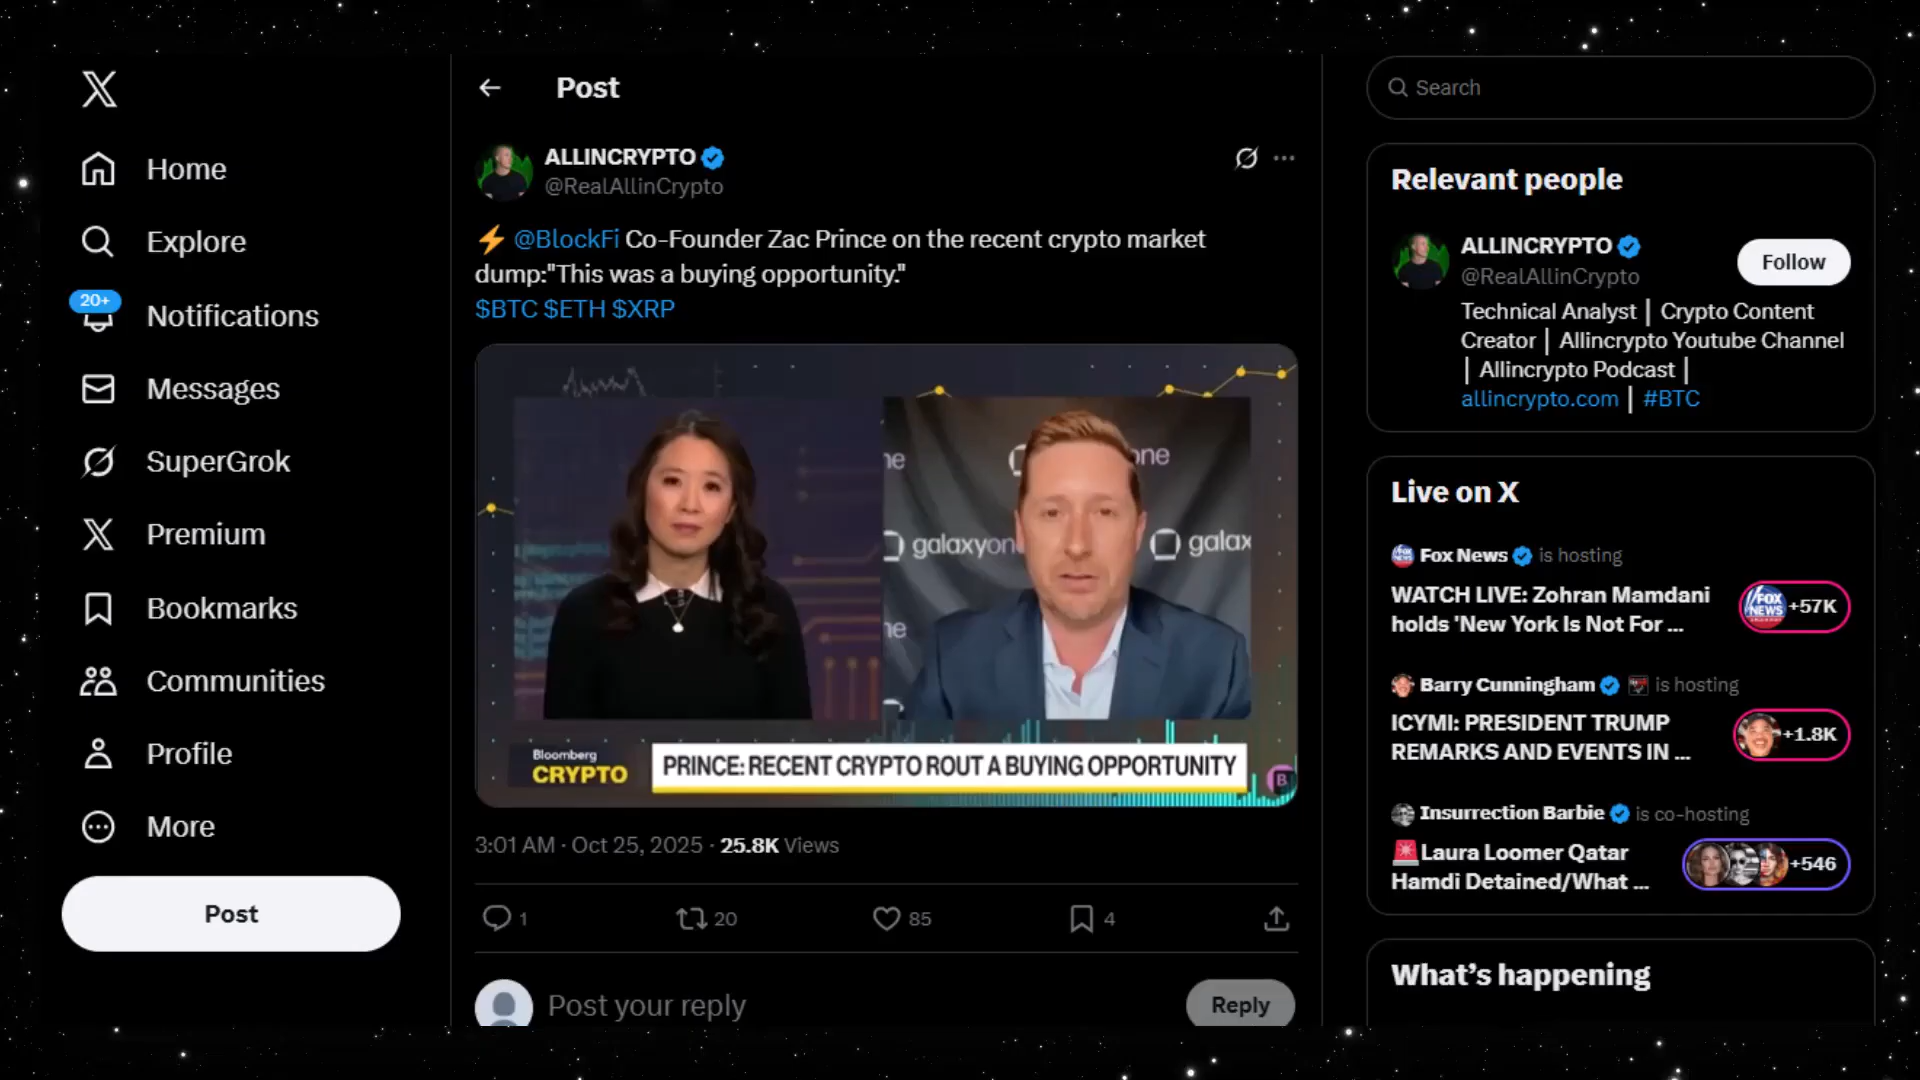 Home
Explore
20+
Notifications
Messages
SuperGrok
Premium
Bookmarks
Communities
Profile
More
Post
Post
ALLINCRYPTO
@RealAllinCrypto
⚡ @BlockFi Co-Founder Zac Prince on the recent crypto market
dump:"This was a buying opportunity."
$BTC $ETH $XRP
ne
one
galaxyon
galax
ne
Bloomberg
CRYPTO
PRINCE: RECENT CRYPTO ROUT A BUYING OPPORTUNITY
B
3:01 AM · Oct 25, 2025 · 25.8K Views
1
20
85
4
Post your reply
Reply
Search
Relevant people
ALLINCRYPTO
@RealAllinCrypto
Follow
Technical Analyst | Crypto Content
Creator | Allincrypto Youtube Channel
| Allincrypto Podcast |
allincrypto.com | #BTC
Live on X
Fox News is hosting
WATCH LIVE: Zohran Mamdani
holds 'New York Is Not For ...
FOX
NEWS
+57K
Barry Cunningham is hosting
ICYMI: PRESIDENT TRUMP
REMARKS AND EVENTS IN ...
+1.8K
Insurrection Barbie is co-hosting
🚨Laura Loomer Qatar
Hamdi Detained/What ...
+546
What's happening